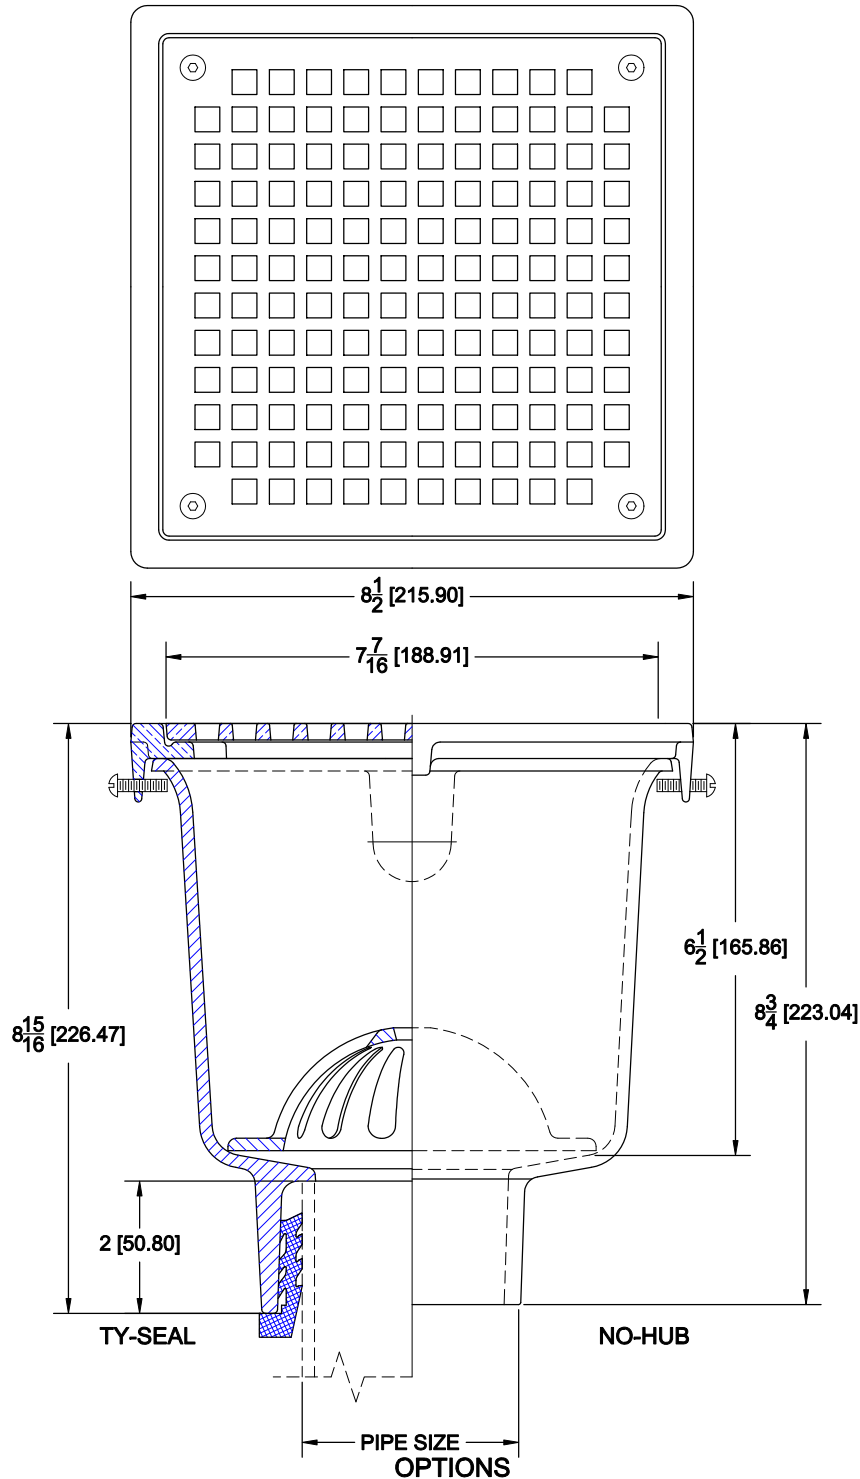 8 1/2 [215.90]
7 7/16 [188.91]
6 1/2 [165.86]
8 3/4 [223.04]
8 15/16 [226.47]
2 [50.80]
TY-SEAL
NO-HUB
PIPE SIZE
OPTIONS